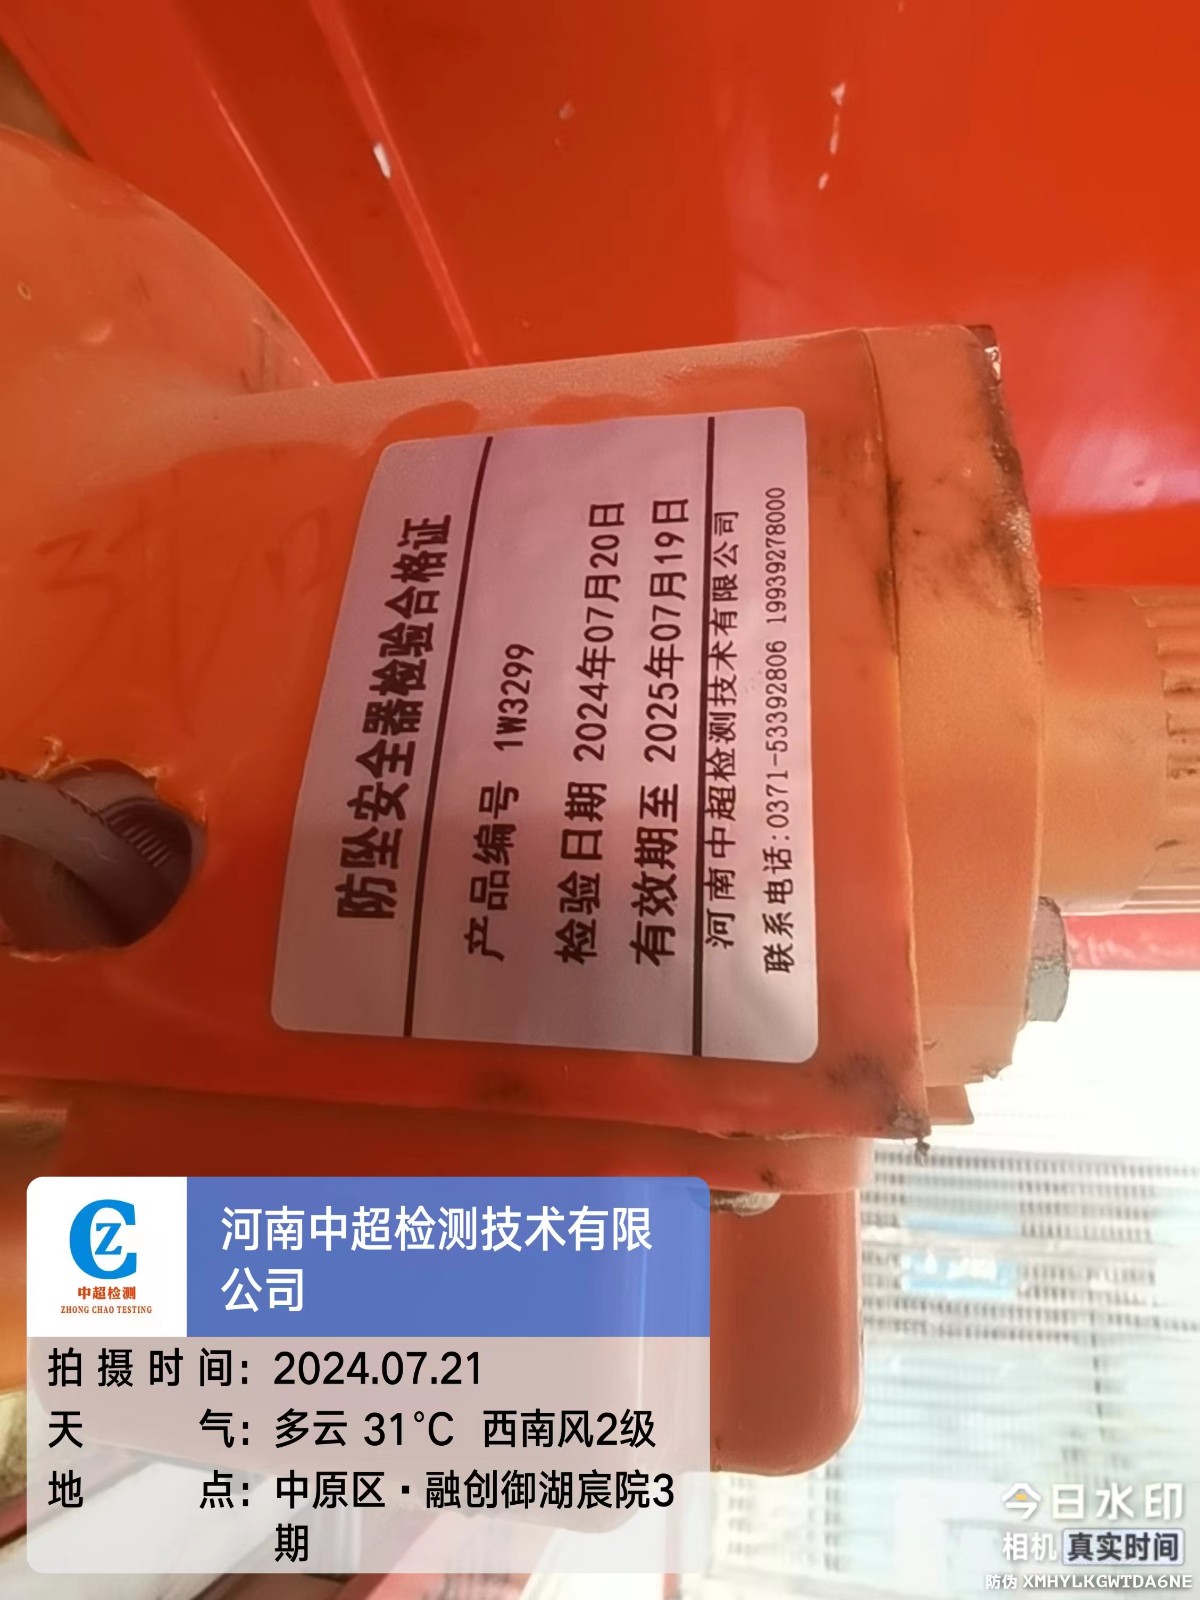 防坠安全器检验合格证
产品编号 1W3299
检验日期 2024年07月20日
有效期至 2025年07月19日
河南中超检测技术有限公司
联系电话:0371-53392806 19939278000
中超检测
ZHONG CHAO TESTING
河南中超检测技术有限
公司
拍摄时间: 2024.07.21
天气: 多云 31℃ 西南风2级
地点: 中原区·融创御湖宸院3
期
今日水印
相机 真实时间
防伪 XMHYLKGWTDA6NE